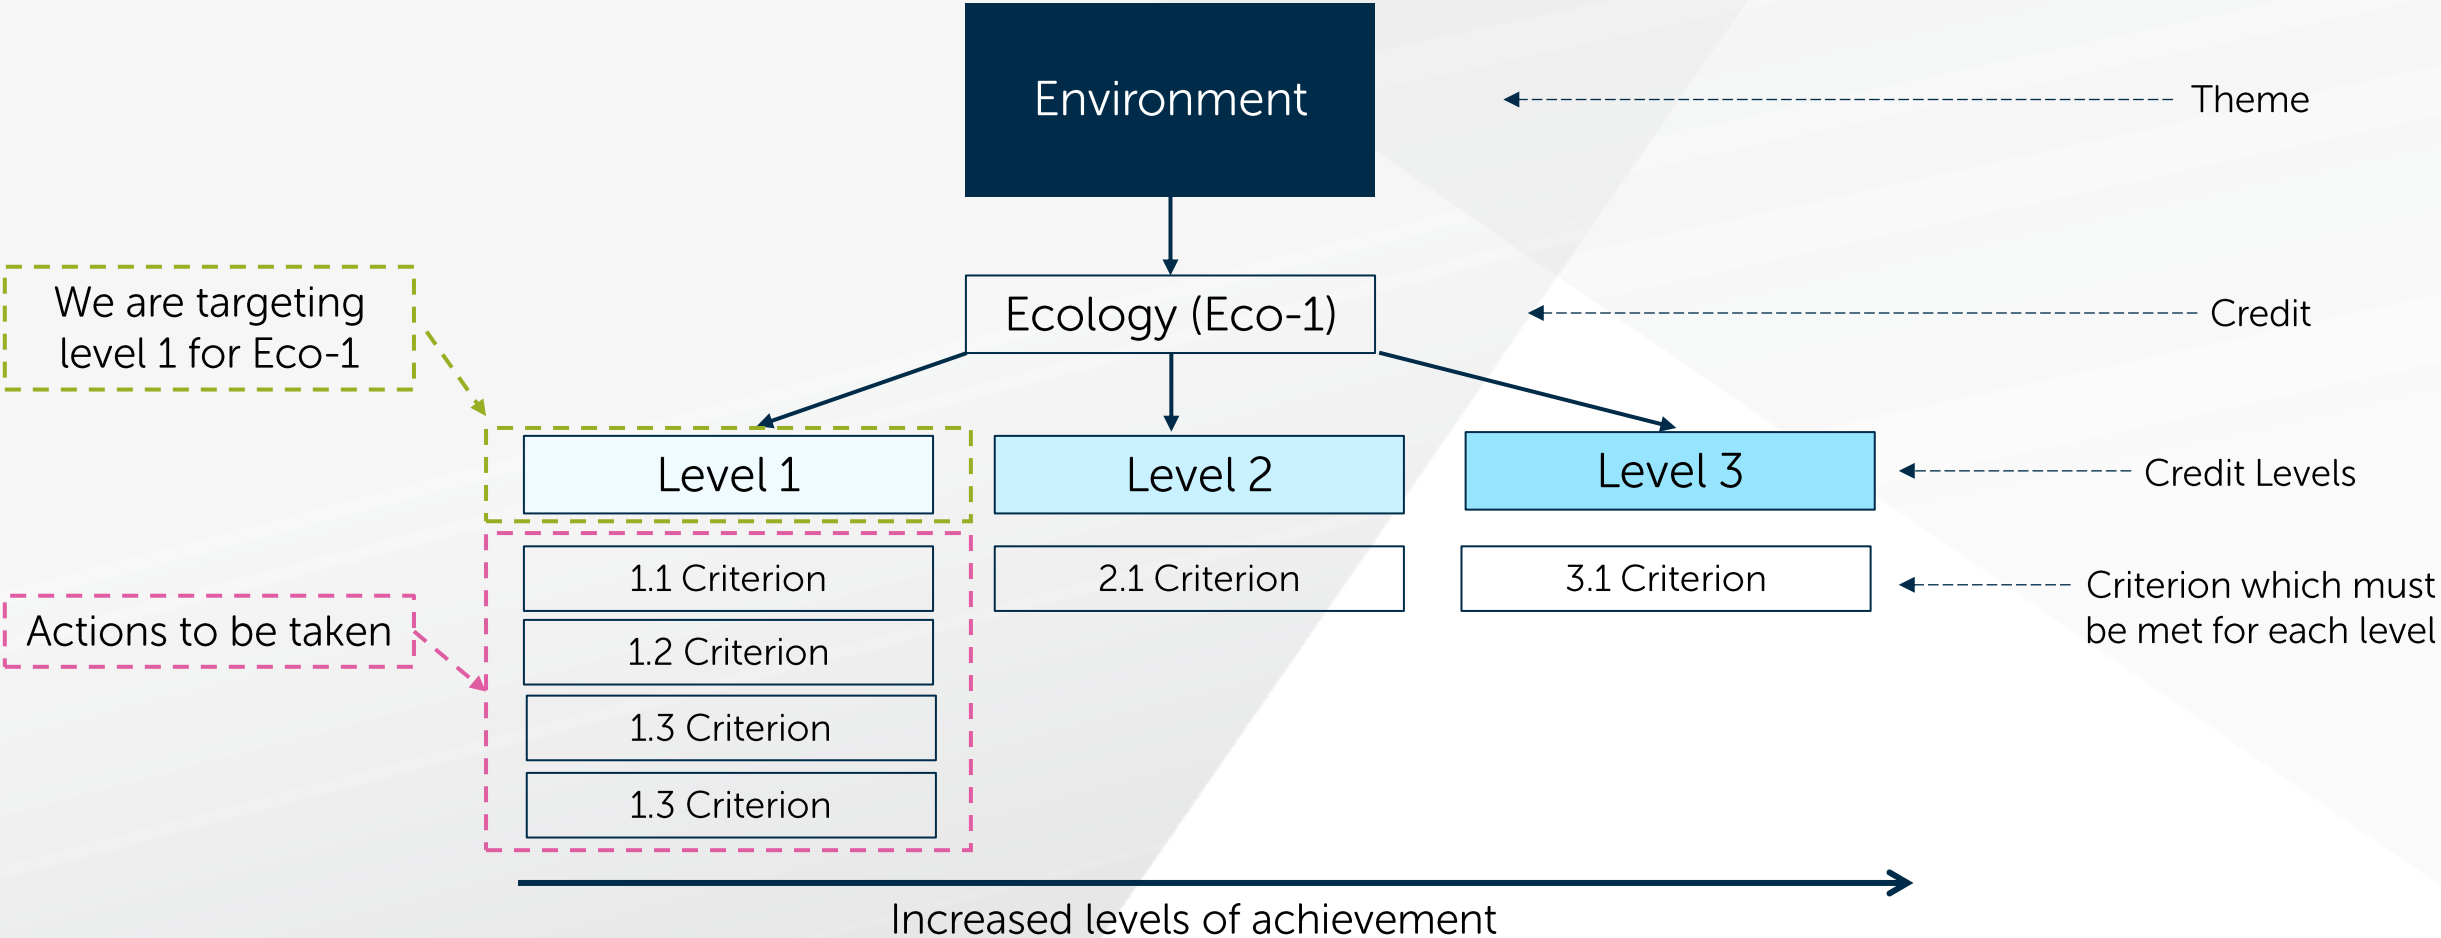 Environment
Theme
We are targeting
level 1 for Eco-1
Ecology (Eco-1)
Credit
Level 1
Level 2
Level 3
Credit Levels
1.1 Criterion
2.1 Criterion
3.1 Criterion
Criterion which must
be met for each level
Actions to be taken
1.2 Criterion
1.3 Criterion
1.3 Criterion
Increased levels of achievement